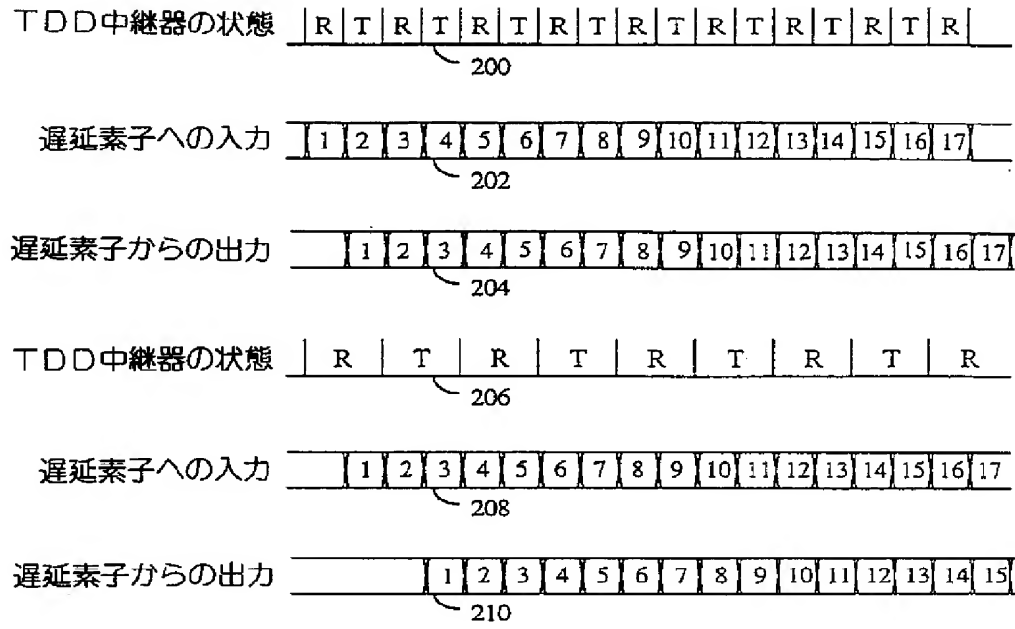 TDD中継器の状態 R T R T R T R T R T R T R T R T R
200
遅延素子への入力 1 2 3 4 5 6 7 8 9 10 11 12 13 14 15 16 17
202
遅延素子からの出力 1 2 3 4 5 6 7 8 9 10 11 12 13 14 15 16 17
204
TDD中継器の状態 R T R T R T R T R
206
遅延素子への入力 1 2 3 4 5 6 7 8 9 10 11 12 13 14 15 16 17
208
遅延素子からの出力 1 2 3 4 5 6 7 8 9 10 11 12 13 14 15
210